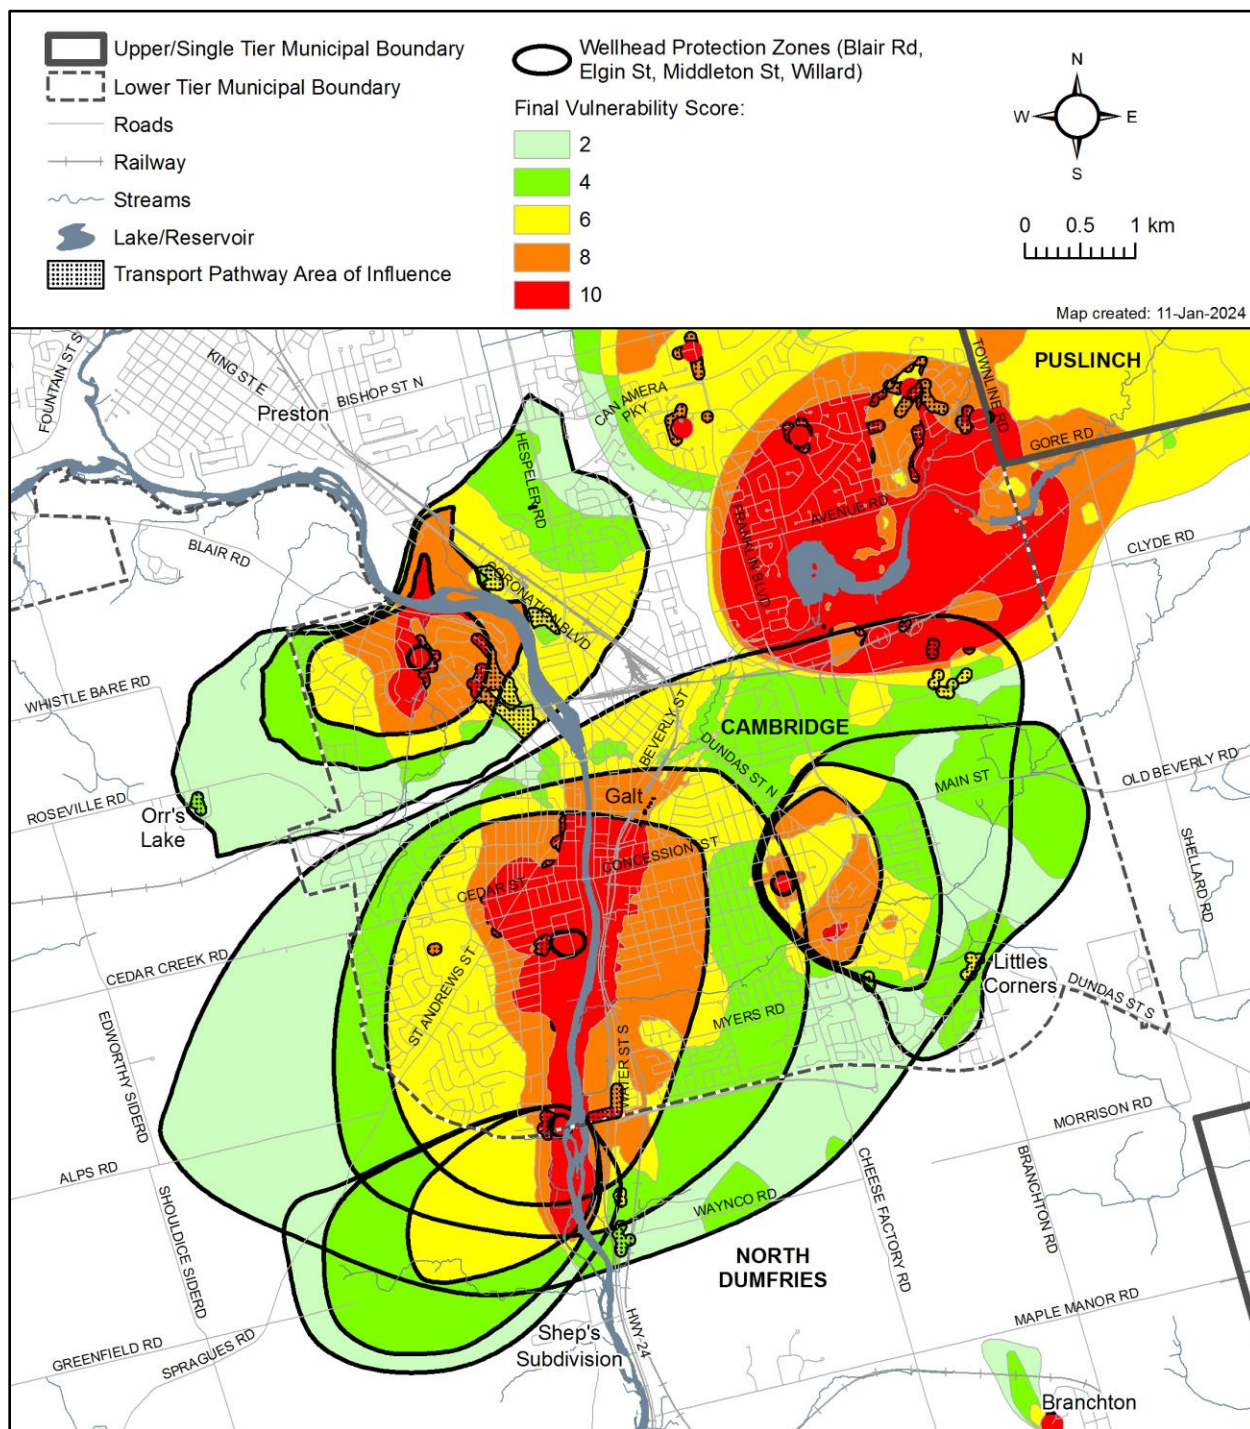 Upper/Single Tier Municipal Boundary
Lower Tier Municipal Boundary
Roads
Railway
Streams
Lake/Reservoir
Transport Pathway Area of Influence
Wellhead Protection Zones (Blair Rd,
Elgin St, Middleton St, Willard)
Final Vulnerability Score:
2
4
6
8
10
N
W
E
S
0 0.5 1 km
Map created: 11-Jan-2024
FOUNTAIN ST S
KING ST E
Preston
BISHOP ST N
HESPELER RD
CAN AMERA
PKY
TOWNLINE RD
PUSLINCH
GORE RD
AVENUE RD
FRANKLIN BLVD
CLYDE RD
BLAIR RD
CORONATION BLVD
WHISTLE BARE RD
BEVERLY ST
CAMBRIDGE
DUNDAS ST N
MAIN ST
OLD BEVERLY RD
ROSEVILLE RD
Orr's
Lake
Galt
CONCESSION ST
CEDAR ST
SHELLARD RD
CEDAR CREEK RD
ST ANDREWS ST
Littles
Corners
DUNDAS ST S
MYERS RD
EDWORTHY SIDERD
WATER ST S
MORRISON RD
ALPS RD
SHOULDICE SIDERD
WAYNCO RD
CHEESE FACTORY RD
BRANCHTON RD
NORTH
DUMFRIES
MAPLE MANOR RD
GREENFIELD RD
SPRAGUES RD
Shep's
Subdivision
HWY-24
Branchton